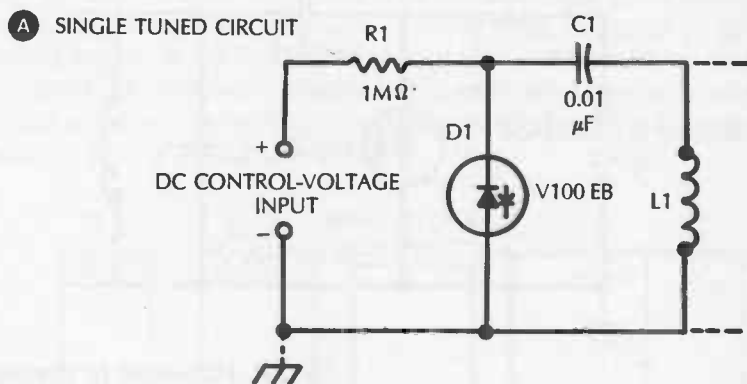 A SINGLE TUNED CIRCUIT
R1
1MΩ
C1
0.01
μF
D1
V100 EB
L1
+
DC CONTROL-VOLTAGE
INPUT
−